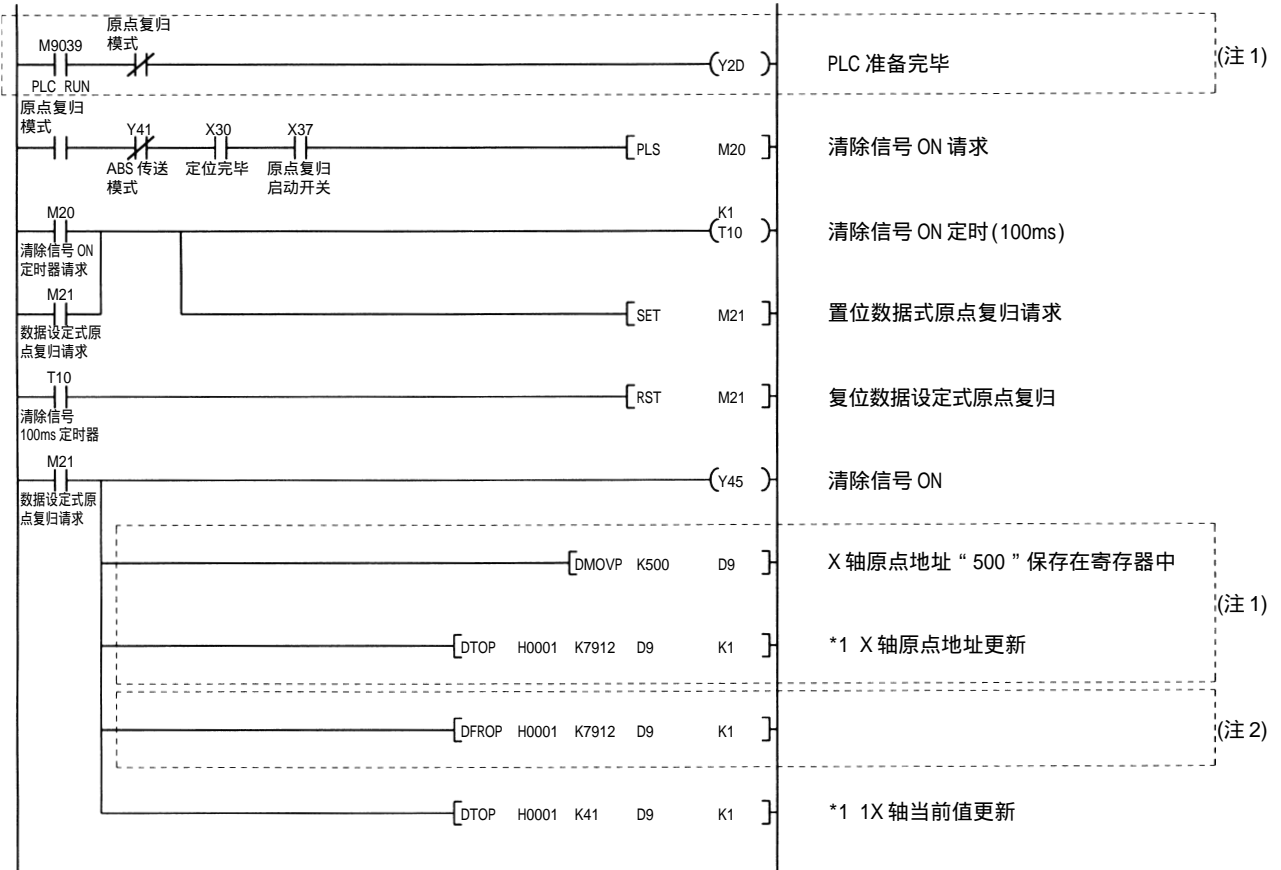 原点复归
模式
M9039
PLC RUN
Y2D
PLC 准备完毕
(注 1)
原点复归
模式
Y41
X30
X37
ABS 传送
模式
定位完毕
原点复归
启动开关
PLS M20
清除信号 ON 请求
M20
清除信号 ON
定时器请求
K1
T10
清除信号 ON 定时(100ms)
M21
数据设定式原
点复归请求
SET M21
置位数据式原点复归请求
T10
清除信号
100ms 定时器
RST M21
复位数据设定式原点复归
M21
数据设定式原
点复归请求
Y45
清除信号 ON
DMOVP K500 D9
X 轴原点地址“ 500 ”保存在寄存器中
(注 1)
DTOP H0001 K7912 D9 K1
*1 X 轴原点地址更新
DFROP H0001 K7912 D9 K1
(注 2)
DTOP H0001 K41 D9 K1
*1 1X 轴当前值更新